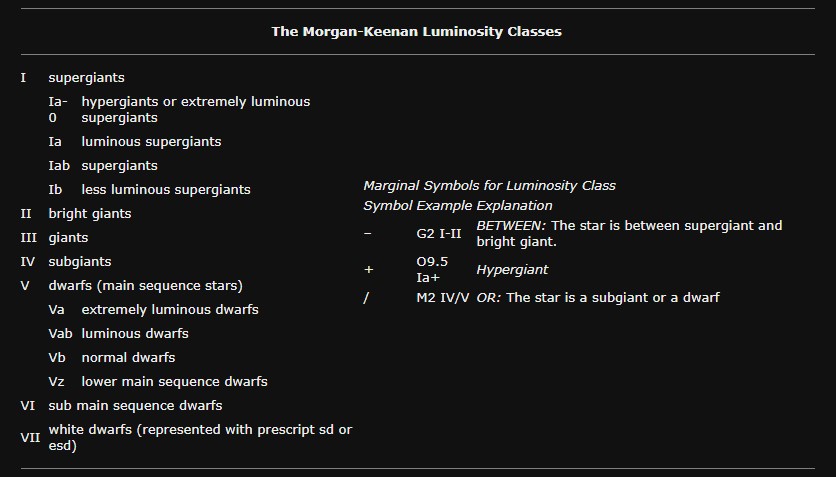 The Morgan-Keenan Luminosity Classes
I supergiants
Ia- hypergiants or extremely luminous
0 supergiants
Ia luminous supergiants
Iab supergiants
Ib less luminous supergiants
II bright giants
III giants
IV subgiants
V dwarfs (main sequence stars)
Va extremely luminous dwarfs
Vab luminous dwarfs
Vb normal dwarfs
Vz lower main sequence dwarfs
VI sub main sequence dwarfs
VII white dwarfs (represented with prescript sd or
esd)
Marginal Symbols for Luminosity Class
Symbol Example Explanation
– G2 I-II BETWEEN: The star is between supergiant and
bright giant.
+ O9.5 Hypergiant
Ia+
/ M2 IV/V OR: The star is a subgiant or a dwarf